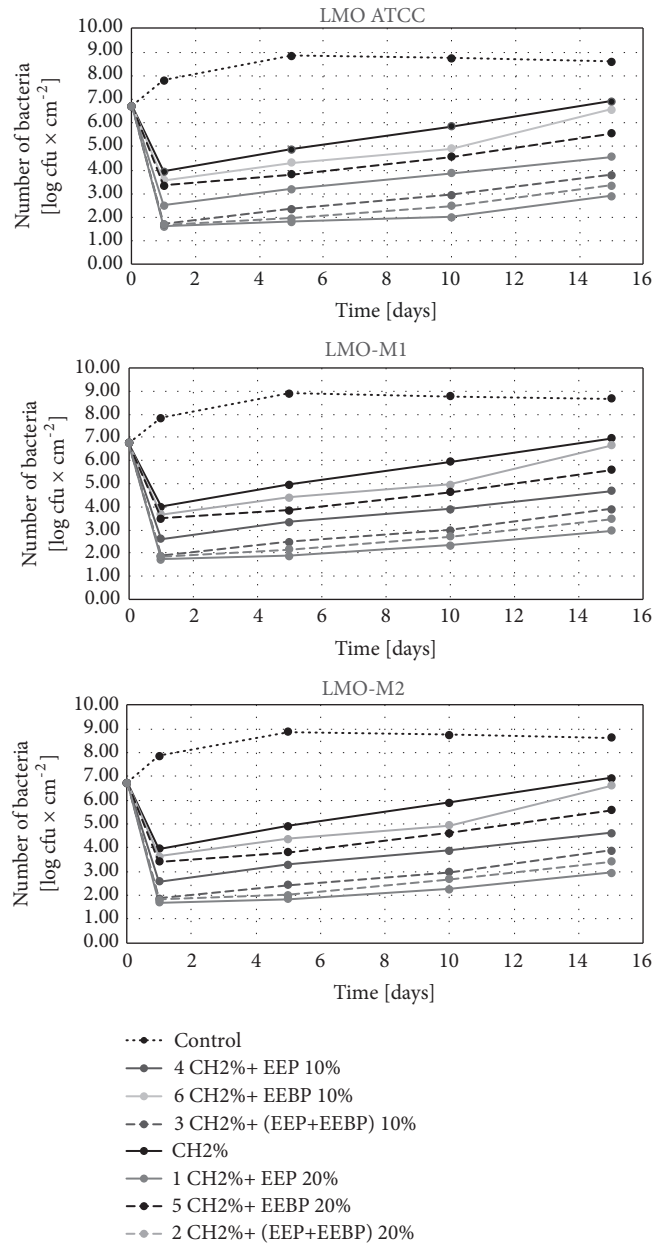 LMO ATCC
Number of bacteria
[log cfu × cm⁻²]
10.00
9.00
8.00
7.00
6.00
5.00
4.00
3.00
2.00
1.00
0.00
0 2 4 6 8 10 12 14 16
Time [days]
LMO-M1
Number of bacteria
[log cfu × cm⁻²]
10.00
9.00
8.00
7.00
6.00
5.00
4.00
3.00
2.00
1.00
0.00
0 2 4 6 8 10 12 14 16
Time [days]
LMO-M2
Number of bacteria
[log cfu × cm⁻²]
10.00
9.00
8.00
7.00
6.00
5.00
4.00
3.00
2.00
1.00
0.00
0 2 4 6 8 10 12 14 16
Time [days]
Control
4 CH2%+ EEP 10%
6 CH2%+ EEBP 10%
3 CH2%+ (EEP+EEBP) 10%
CH2%
1 CH2%+ EEP 20%
5 CH2%+ EEBP 20%
2 CH2%+ (EEP+EEBP) 20%